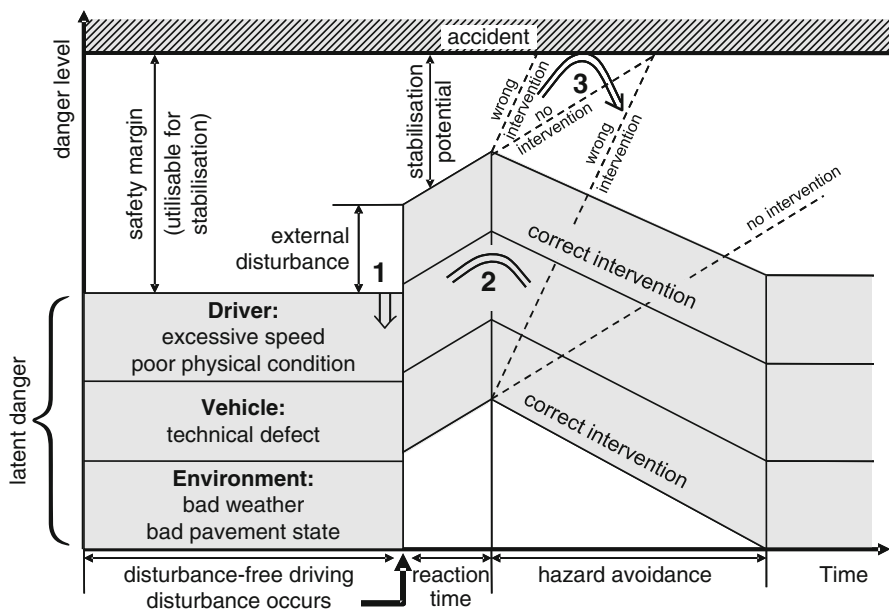 accident
danger level
safety margin
(utilisable for
stabilisation)
stabilisation
potential
wrong
intervention
no
intervention
3
wrong
intervention
no intervention
external
disturbance
1
2
correct intervention
correct intervention
latent danger
Driver:
excessive speed
poor physical condition
Vehicle:
technical defect
Environment:
bad weather
bad pavement state
disturbance-free driving
disturbance occurs
reaction
time
hazard avoidance
Time